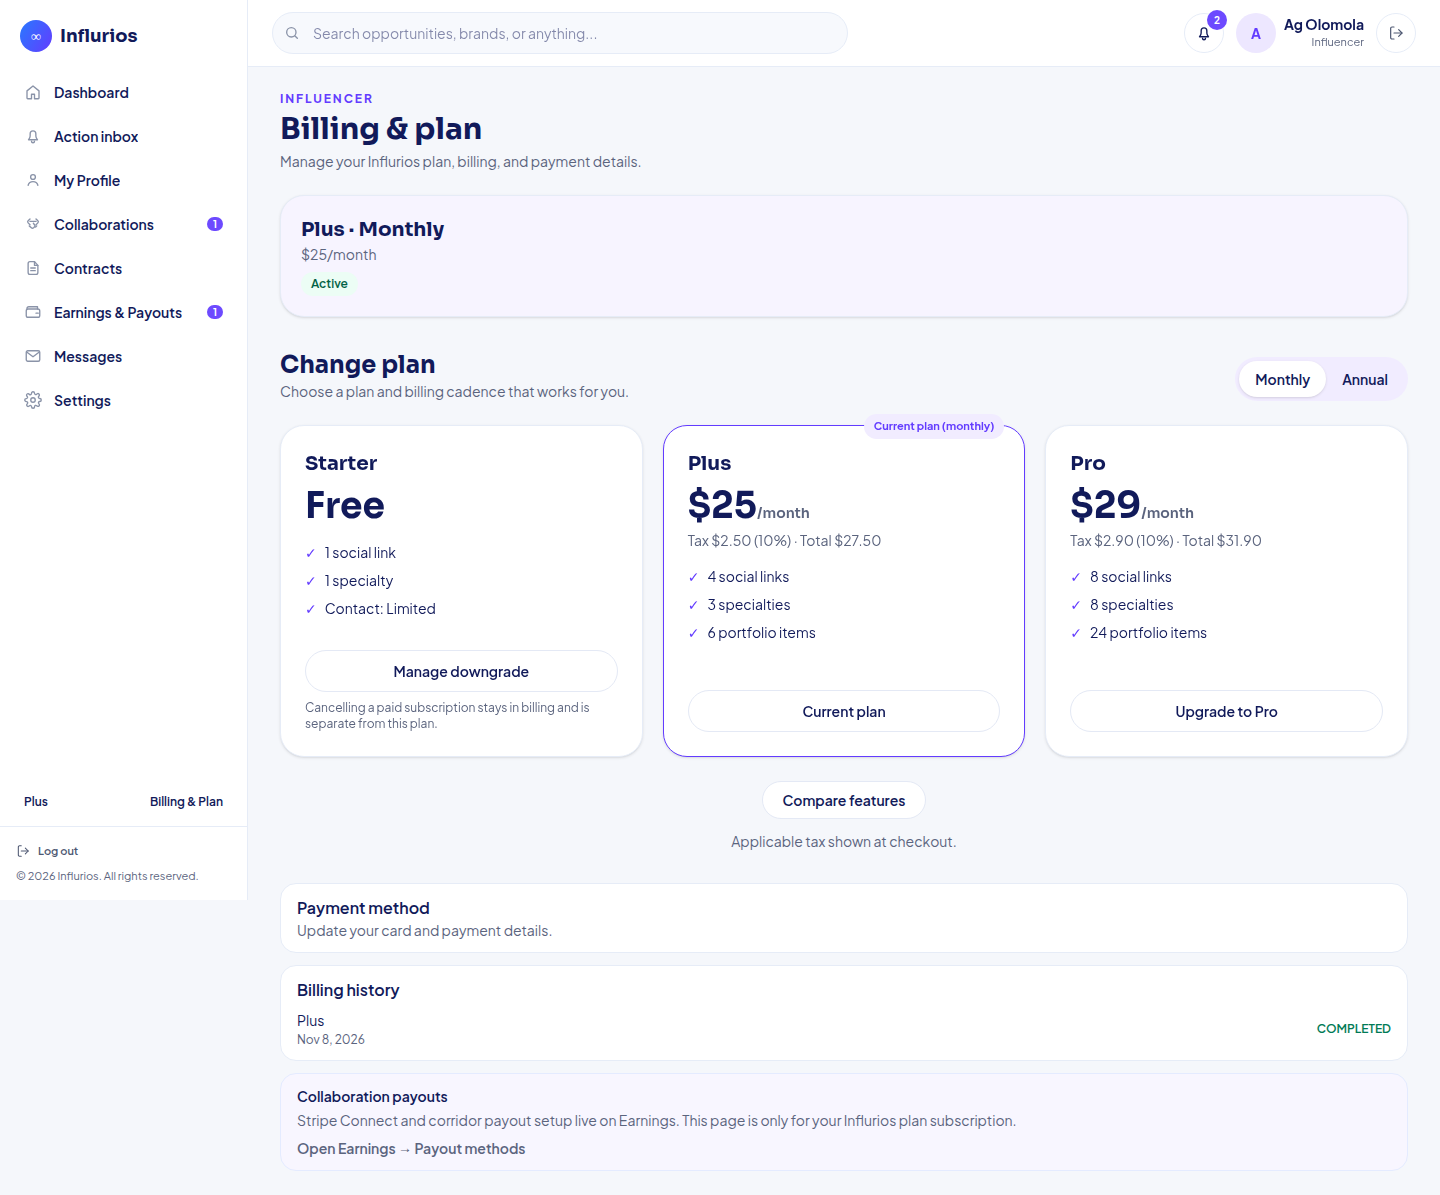 ∞ Influrios
Search opportunities, brands, or anything...
2
A
Ag Olomola
Influencer
Dashboard
Action inbox
My Profile
Collaborations 1
Contracts
Earnings & Payouts 1
Messages
Settings
Plus Billing & Plan
Log out
© 2026 Influrios. All rights reserved.
INFLUENCER
Billing & plan
Manage your Influrios plan, billing, and payment details.
Plus · Monthly
$25/month
Active
Change plan
Choose a plan and billing cadence that works for you.
Monthly Annual
Starter
Free
✓ 1 social link
✓ 1 specialty
✓ Contact: Limited
Manage downgrade
Cancelling a paid subscription stays in billing and is
separate from this plan.
Current plan (monthly)
Plus
$25/month
Tax $2.50 (10%) · Total $27.50
✓ 4 social links
✓ 3 specialties
✓ 6 portfolio items
Current plan
Pro
$29/month
Tax $2.90 (10%) · Total $31.90
✓ 8 social links
✓ 8 specialties
✓ 24 portfolio items
Upgrade to Pro
Compare features
Applicable tax shown at checkout.
Payment method
Update your card and payment details.
Billing history
Plus
Nov 8, 2026
COMPLETED
Collaboration payouts
Stripe Connect and corridor payout setup live on Earnings. This page is only for your Influrios plan subscription.
Open Earnings → Payout methods